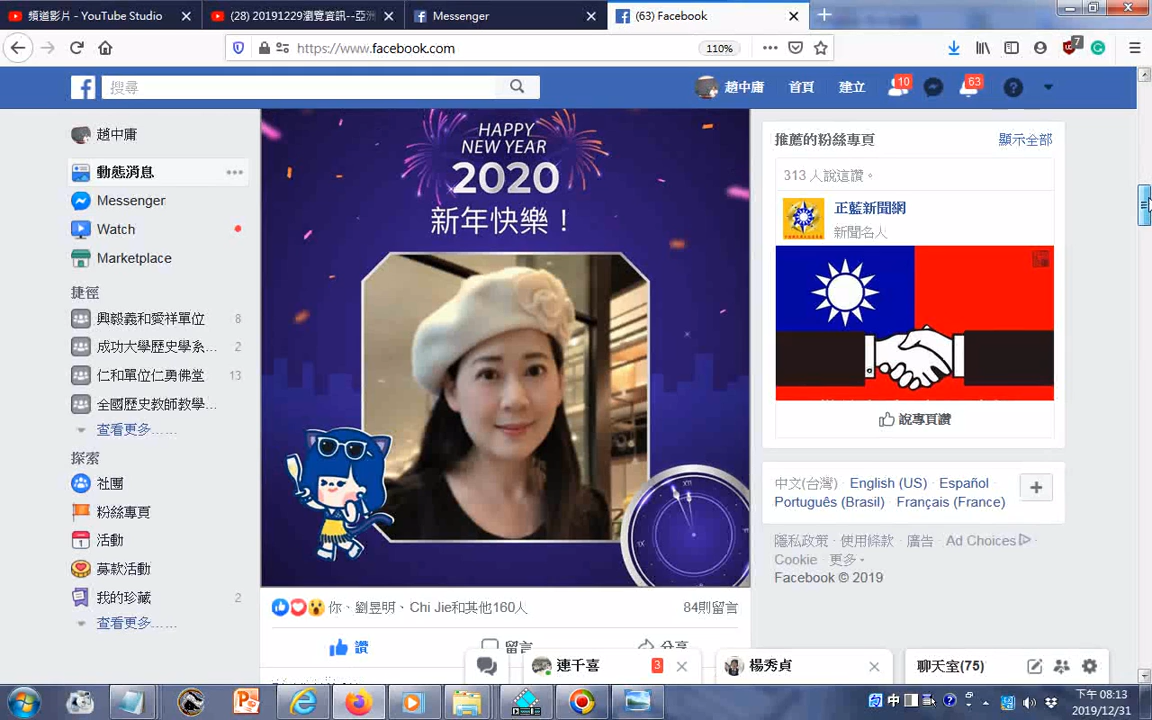 頻道影片 - YouTube Studio
(28) 20191229瀏覽資訊--亞洲
Messenger
(63) Facebook
https://www.facebook.com
110%
7
搜尋
趙中庸
首頁
建立
10
63
趙中庸
動態消息
Messenger
Watch
Marketplace
捷徑
興毅義和愛祥單位 8
成功大學歷史學系... 2
仁和單位仁勇佛堂 13
全國歷史教師教學...
查看更多......
探索
社團
粉絲專頁
活動
募款活動
我的珍藏 2
查看更多......
HAPPY
NEW YEAR
2020
新年快樂！
你、劉昱明、Chi Jie和其他160人
84則留言
讚
留言
分享
推薦的粉絲專頁
顯示全部
313 人說這讚。
正藍新聞網
新聞名人
說專頁讚
中文(台灣) · English (US) · Español ·
Português (Brasil) · Français (France)
隱私政策 · 使用條款 · 廣告 · Ad Choices ·
Cookie · 更多
Facebook © 2019
連千喜 3
楊秀貞
聊天室(75)
中
下午 08:13
2019/12/31